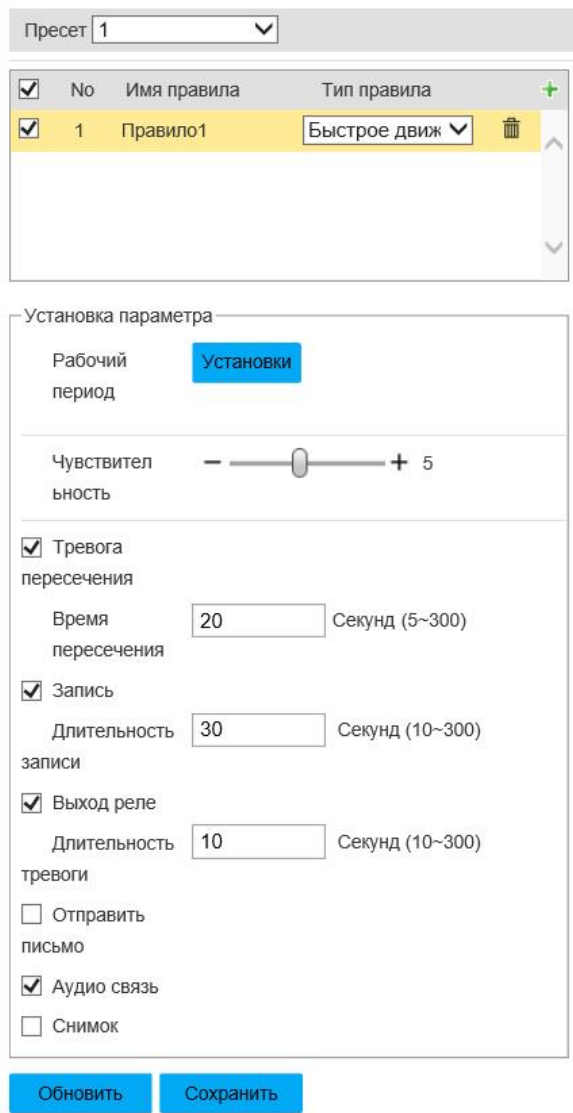 Пресет 1
No Имя правила Тип правила
1 Правило1 Быстрое движ
Установка параметра
Рабочий
период
Установки
Чувствител
ьность
5
Тревога
пересечения
Время
пересечения
20 Секунд (5~300)
Запись
Длительность
записи
30 Секунд (10~300)
Выход реле
Длительность
тревоги
10 Секунд (10~300)
Отправить
письмо
Аудио связь
Снимок
Обновить Сохранить